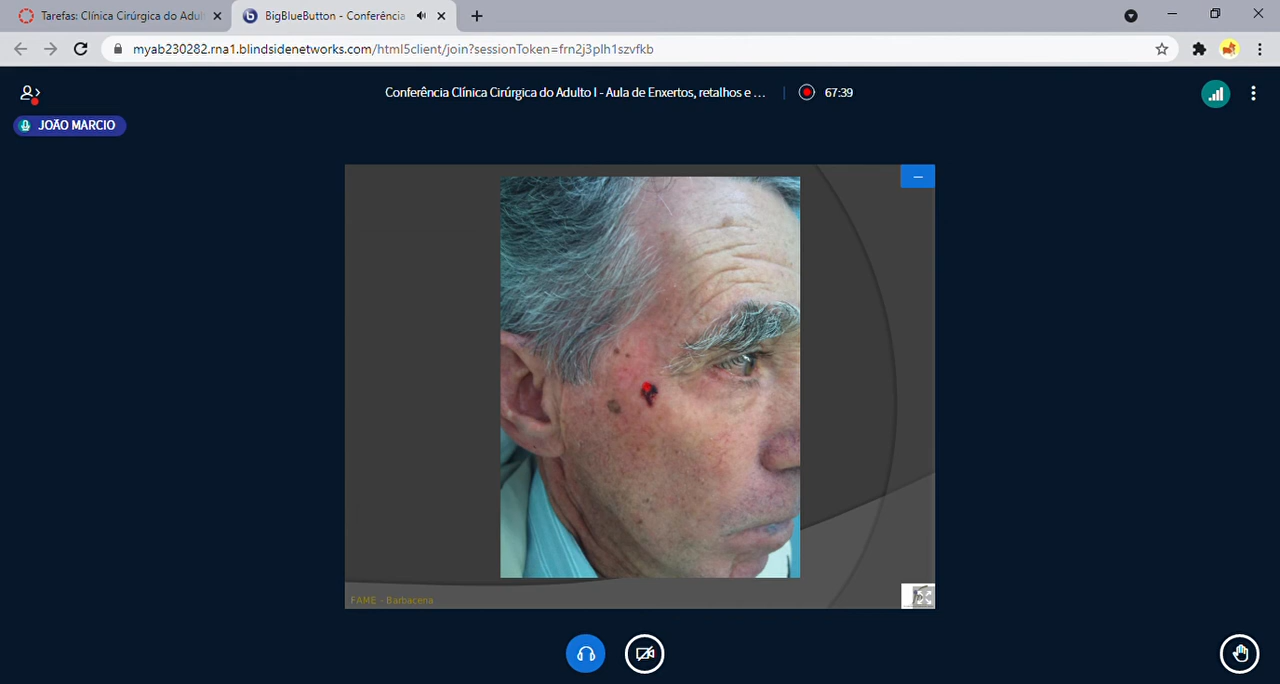 Tarefas: Clínica Cirúrgica do Adul
BigBlueButton - Conferência
myab230282.rna1.blindsidenetworks.com/html5client/join?sessionToken=frn2j3plh1szvfkb
Conferência Clínica Cirúrgica do Adulto I - Aula de Enxertos, retalhos e ...
67:39
JOÃO MARCIO
FAME - Barbacena